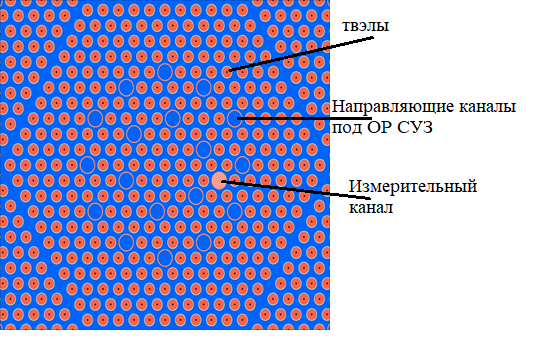 твэлы
Направляющие каналы
под ОР СУЗ
Измерительный
канал